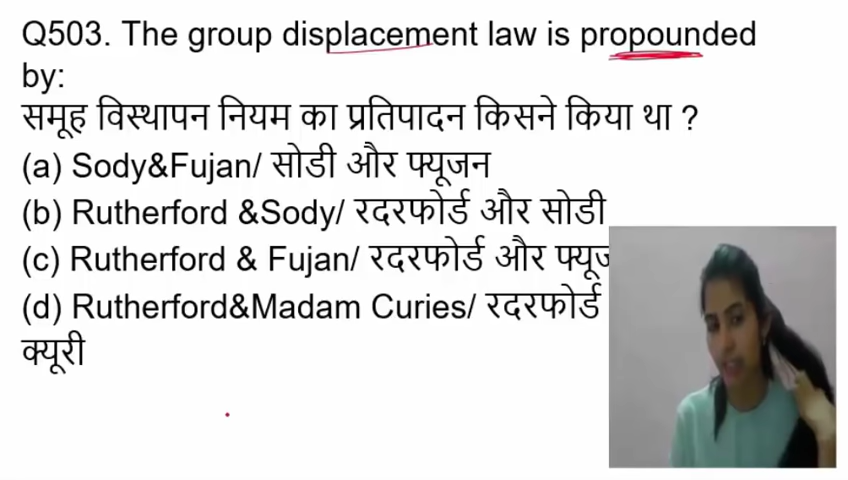 Q503. The group displacement law is propounded
by:
समूह विस्थापन नियम का प्रतिपादन किसने किया था ?
(a) Sody&Fujan/ सोडी और फ्यूजन
(b) Rutherford &Sody/ रदरफोर्ड और सोडी
(c) Rutherford & Fujan/ रदरफोर्ड और
(d) Rutherford&Madam Curies/ रदरफोर्ड
क्यूरी